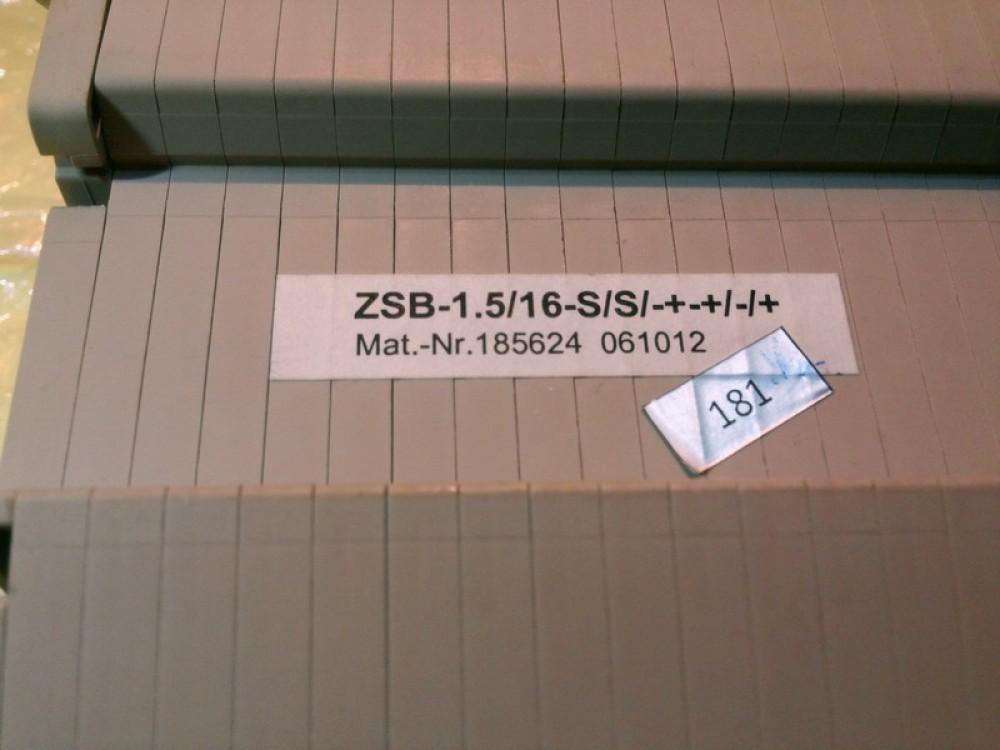 ZSB-1.5/16-S/S/-+-+/-/+
Mat.-Nr.185624 061012
181